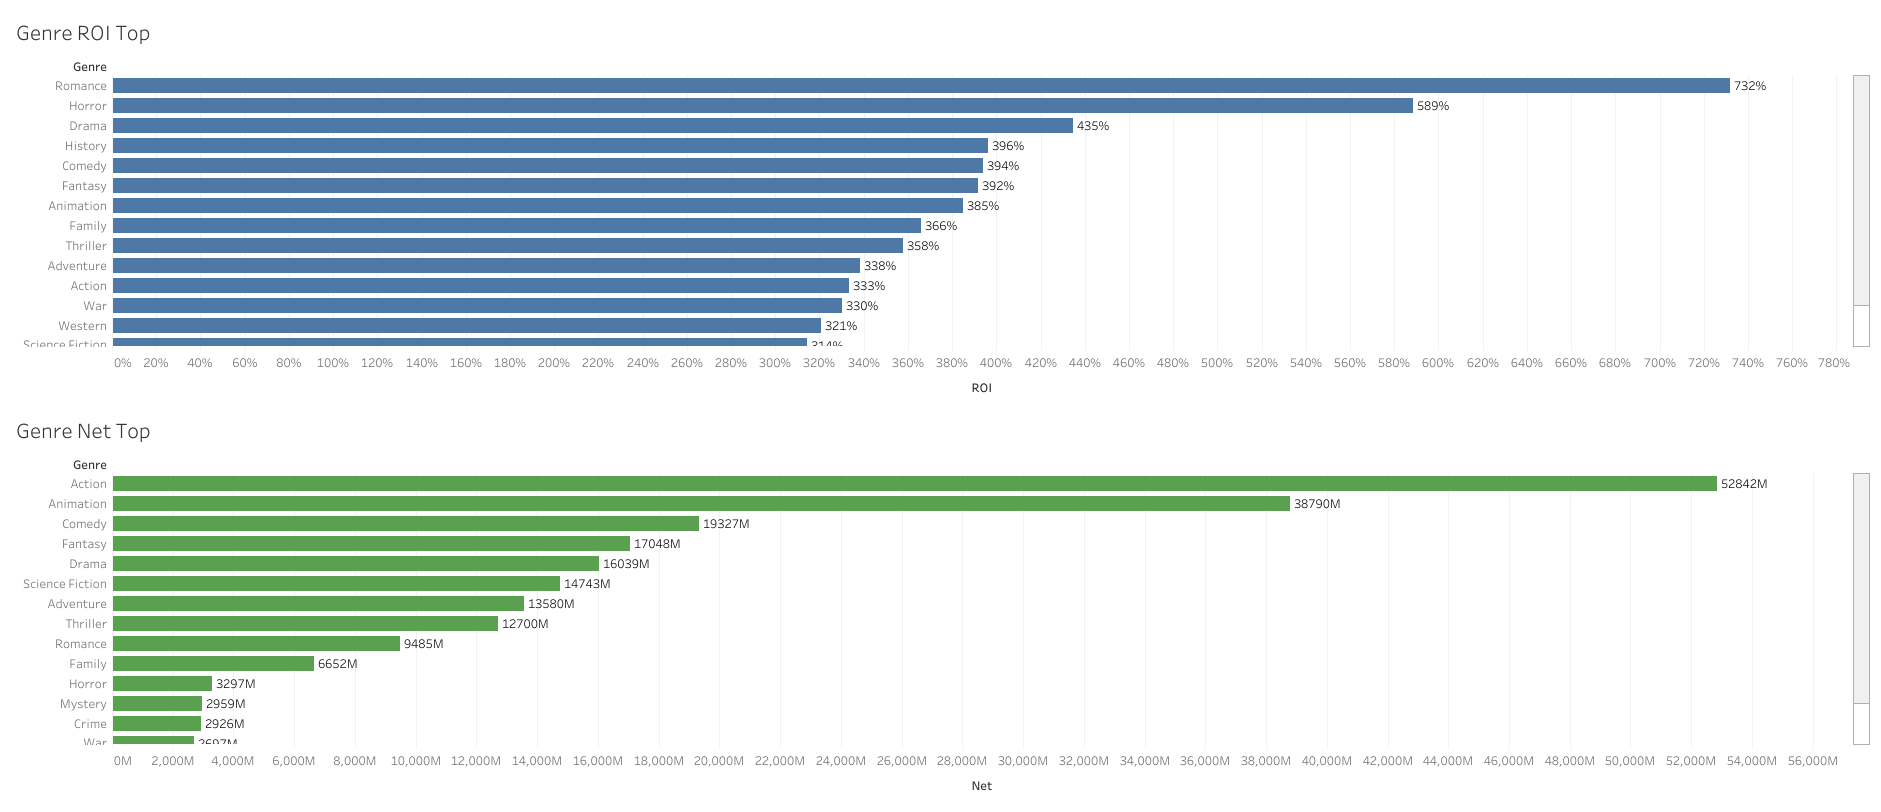 Genre ROI Top
Genre
Romance 732%
Horror 589%
Drama 435%
History 396%
Comedy 394%
Fantasy 392%
Animation 385%
Family 366%
Thriller 358%
Adventure 338%
Action 333%
War 330%
Western 321%
Science Fiction 314%
0% 20% 40% 60% 80% 100% 120% 140% 160% 180% 200% 220% 240% 260% 280% 300% 320% 340% 360% 380% 400% 420% 440% 460% 480% 500% 520% 540% 560% 580% 600% 620% 640% 660% 680% 700% 720% 740% 760% 780%
ROI
Genre Net Top
Genre
Action 52842M
Animation 38790M
Comedy 19327M
Fantasy 17048M
Drama 16039M
Science Fiction 14743M
Adventure 13580M
Thriller 12700M
Romance 9485M
Family 6652M
Horror 3297M
Mystery 2959M
Crime 2926M
War 2697M
0M 2,000M 4,000M 6,000M 8,000M 10,000M 12,000M 14,000M 16,000M 18,000M 20,000M 22,000M 24,000M 26,000M 28,000M 30,000M 32,000M 34,000M 36,000M 38,000M 40,000M 42,000M 44,000M 46,000M 48,000M 50,000M 52,000M 54,000M 56,000M
Net